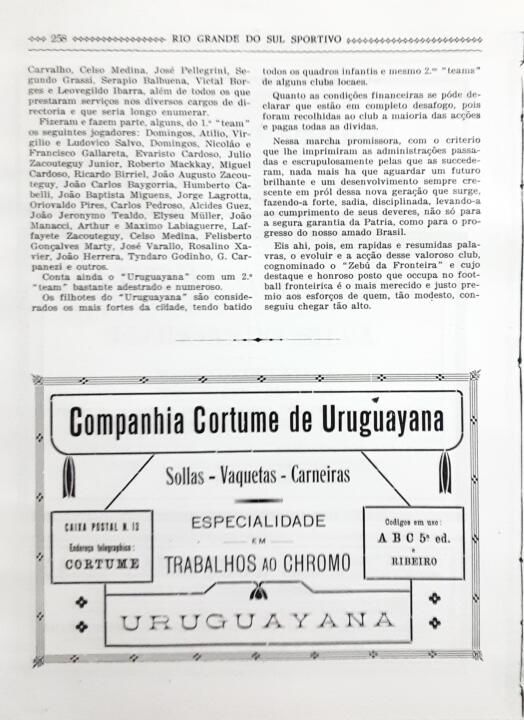 258
RIO GRANDE DO SUL SPORTIVO
Carvalho, Celso Medina, José Pellegrini, Se-
gundo Grassi, Serapio Balbuena, Victal Bor-
ges e Leovegildo Ibarra, além de todos os que
prestaram serviços nos diversos cargos de di-
rectoria e que seria longo enumerar.
Fizeram e fazem parte, alguns, do 1.º "team"
os seguintes jogadores: Domingos, Atilio, Vir-
gilio e Ludovico Salvo, Domingos, Nicolão e
Francisco Gallareta, Evaristo Cardoso, Julio
Zacouteguy Junior, Roberto Mackkay, Miguel
Cardoso, Ricardo Birriel, João Augusto Zacou-
teguy, João Carlos Baygorria, Humberto Ca-
belli, João Baptista Miguens, Jorge Lagrotta,
Oriovaldo Pires, Carlos Pedroso, Alcides Guez,
João Jeronymo Tealdo, Elyseu Müller, João
Manacci, Arthur e Maximo Labiaguerre, Laf-
fayete Zacouteguy, Celso Medina, Felisberto
Gonçalves Marty, José Varallo, Rosalino Xa-
vier, João Herrera, Tyndaro Godinho, G. Car-
panezi e outros.
Conta ainda o "Uruguayana" com um 2.º
"team" bastante adestrado e numeroso.
Os filhotes do "Uruguayana" são conside-
rados os mais fortes da cidade, tendo batido
todos os quadros infantis e mesmo 2.ºs "teams"
de alguns clubs locaes.
Quanto as condições financeiras se póde de-
clarar que estão em completo desafogo, pois
foram recolhidas ao club a maioria das acções
e pagas todas as dividas.
Nessa marcha promissora, com o criterio
que lhe imprimiram as administrações passa-
das e escrupulosamente pelas que as succede-
ram, nada mais ha que aguardar um futuro
brilhante e um desenvolvimento sempre cres-
cente em pról dessa nova geração que surge,
fazendo-a forte, sadia, disciplinada, levando-a
ao cumprimento de seus deveres, não só para
a segura garantia da Patria, como para o pro-
gresso do nosso amado Brasil.
Eis ahi, pois, em rapidas e resumidas pala-
vras, o evoluir e a acção desse valoroso club,
cognominado o "Zebú da Fronteira" e cujo
destaque e honroso posto que occupa no foot-
ball fronteirica é o mais merecido e justo pre-
mio aos esforços de quem, tão modesto, con-
seguiu chegar tão alto.
Companhia Cortume de Uruguayana
Sollas - Vaquetas - Carneiras
CAIXA POSTAL N. 13
Endereço telegraphico:
CORTUME
ESPECIALIDADE
EM
TRABALHOS AO CHROMO
Codigos em uso:
A B C 5ª ed.
e
RIBEIRO
URUGUAYANA